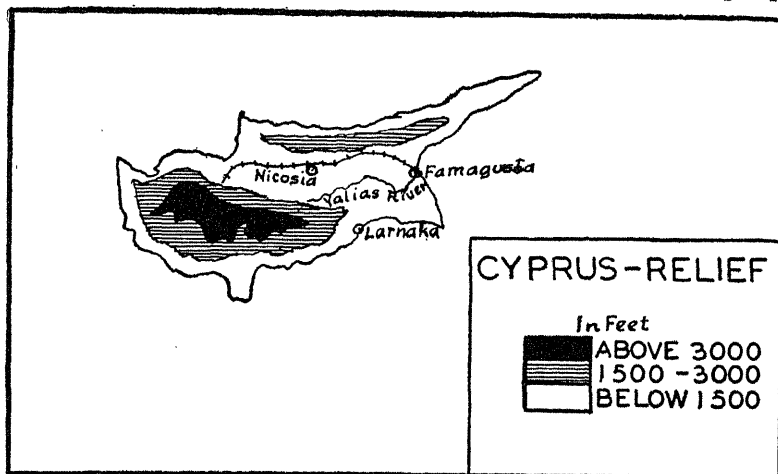 Nicosia
Famagusta
Yalias River
Larnaka
CYPRUS-RELIEF
In Feet
ABOVE 3000
1500-3000
BELOW 1500